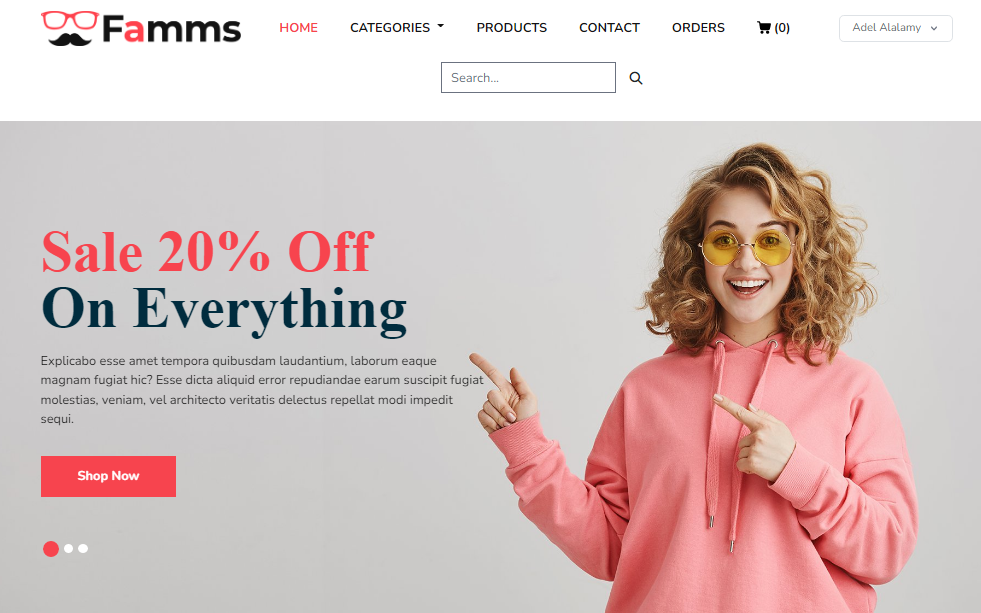 Famms
HOME CATEGORIES PRODUCTS CONTACT ORDERS (0) Adel Alalamy
Search...
Sale 20% Off
On Everything
Explicabo esse amet tempora quibusdam laudantium, laborum eaque
magnam fugiat hic? Esse dicta aliquid error repudiandae earum suscipit fugiat
molestias, veniam, vel architecto veritatis delectus repellat modi impedit
sequi.
Shop Now